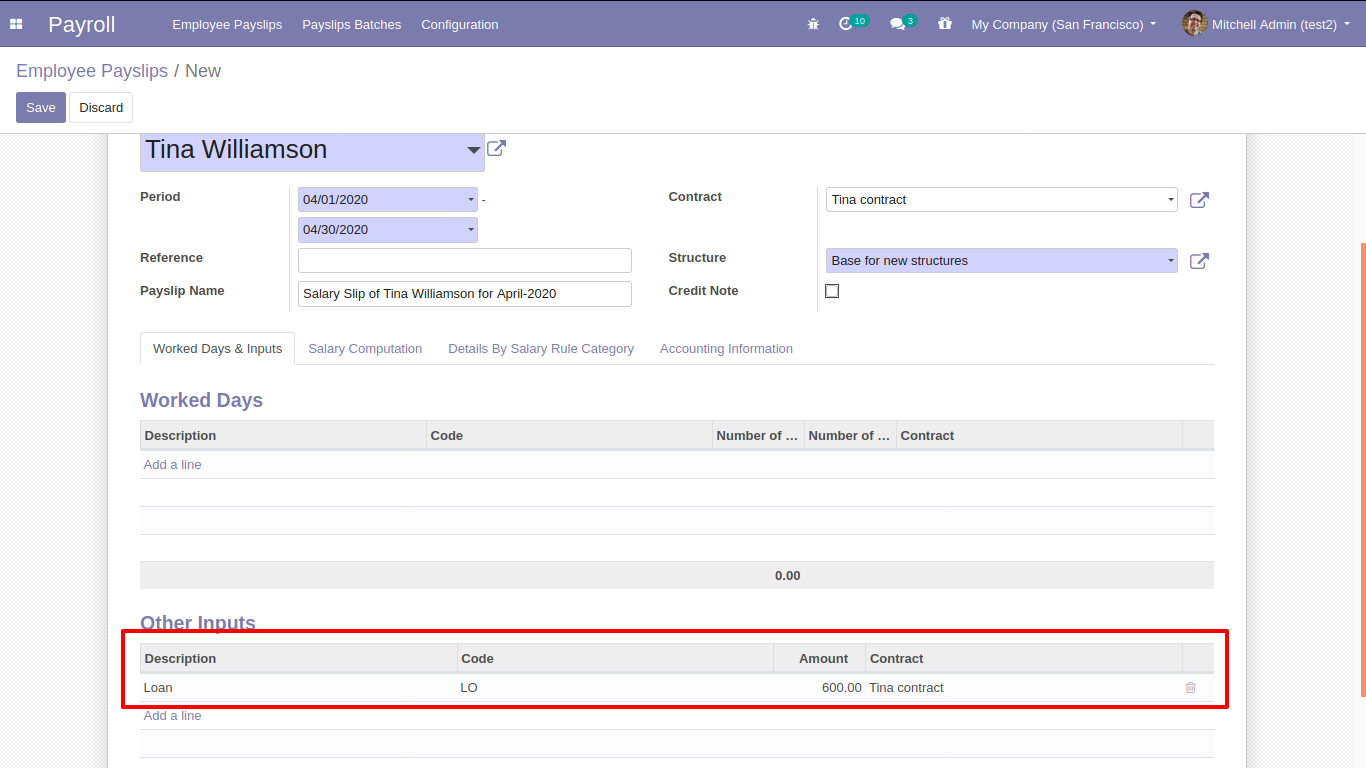 Payroll Employee Payslips Payslips Batches Configuration 10 3 My Company (San Francisco) Mitchell Admin (test2)
Employee Payslips / New
Save Discard
Tina Williamson
Period 04/01/2020 - Contract Tina contract
04/30/2020
Reference Structure Base for new structures
Payslip Name Salary Slip of Tina Williamson for April-2020 Credit Note
Worked Days & Inputs Salary Computation Details By Salary Rule Category Accounting Information
Worked Days
Description Code Number of ... Number of ... Contract
Add a line
0.00
Other Inputs
Description Code Amount Contract
Loan LO 600.00 Tina contract
Add a line